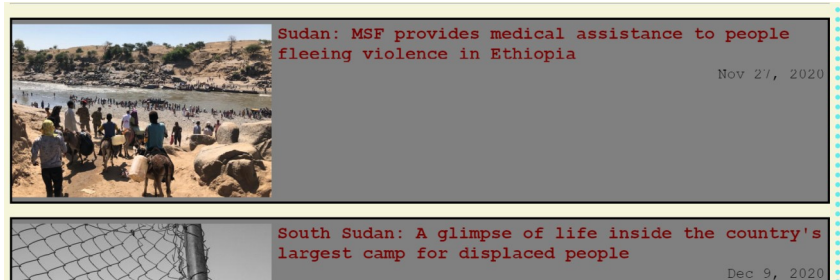 Sudan: MSF provides medical assistance to people
fleeing violence in Ethiopia
Nov 27, 2020
South Sudan: A glimpse of life inside the country's
largest camp for displaced people
Dec 9, 2020